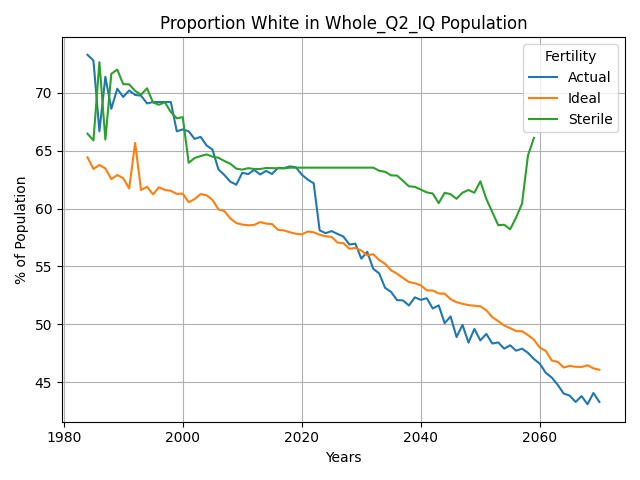 Proportion White in Whole_Q2_IQ Population
Fertility
Actual
Ideal
Sterile
% of Population
70
65
60
55
50
45
1980
2000
2020
2040
2060
Years